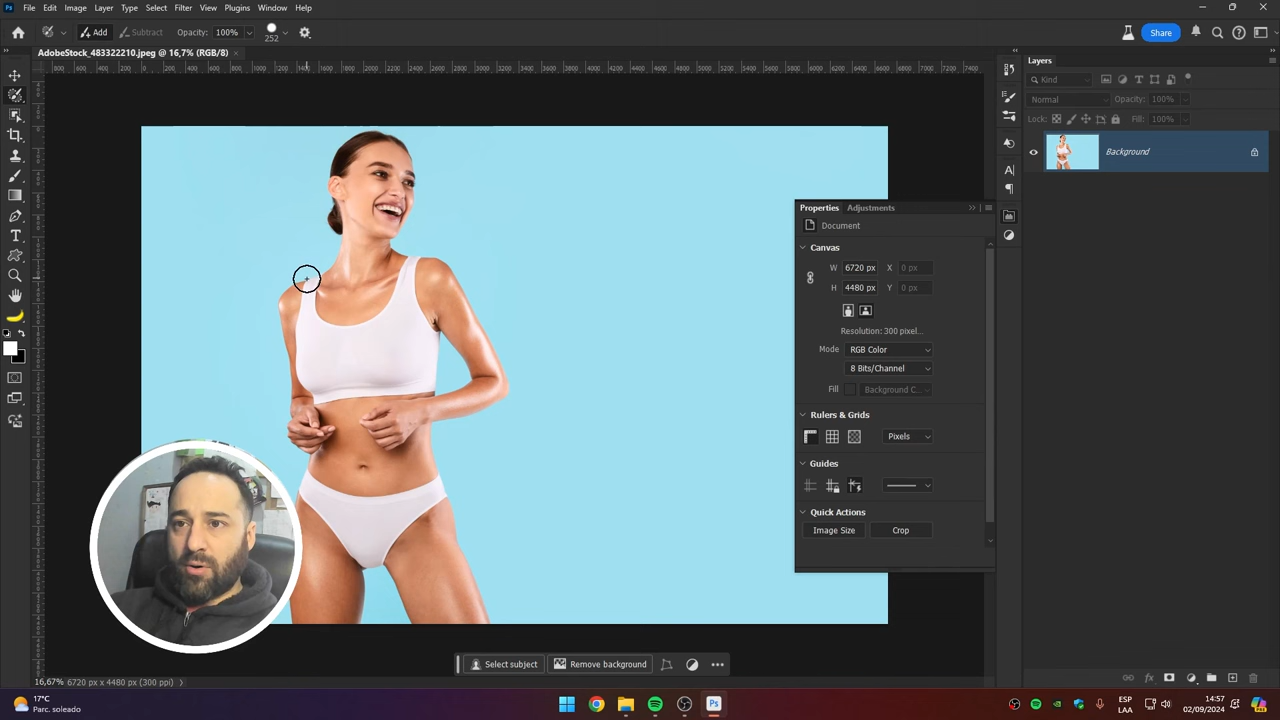 Ps File Edit Image Layer Type Select Filter View Plugins Window Help
Add Subtract Opacity: 100% 252 Share
AdobeStock_483322210.jpeg @ 16,7% (RGB/8) ×
Layers
Kind
Normal Opacity: 100%
Lock: Fill: 100%
Background
Properties Adjustments
Document
Canvas
W 6720 px X 0 px
H 4480 px Y 0 px
Resolution: 300 pixel...
Mode RGB Color
8 Bits/Channel
Fill Background C...
Rulers & Grids
Pixels
Guides
Quick Actions
Image Size Crop
Select subject Remove background
16,67% 6720 px x 4480 px (300 ppi)
17°C
Parc. soleado
Ps
ESP
LAA
14:57
02/09/2024